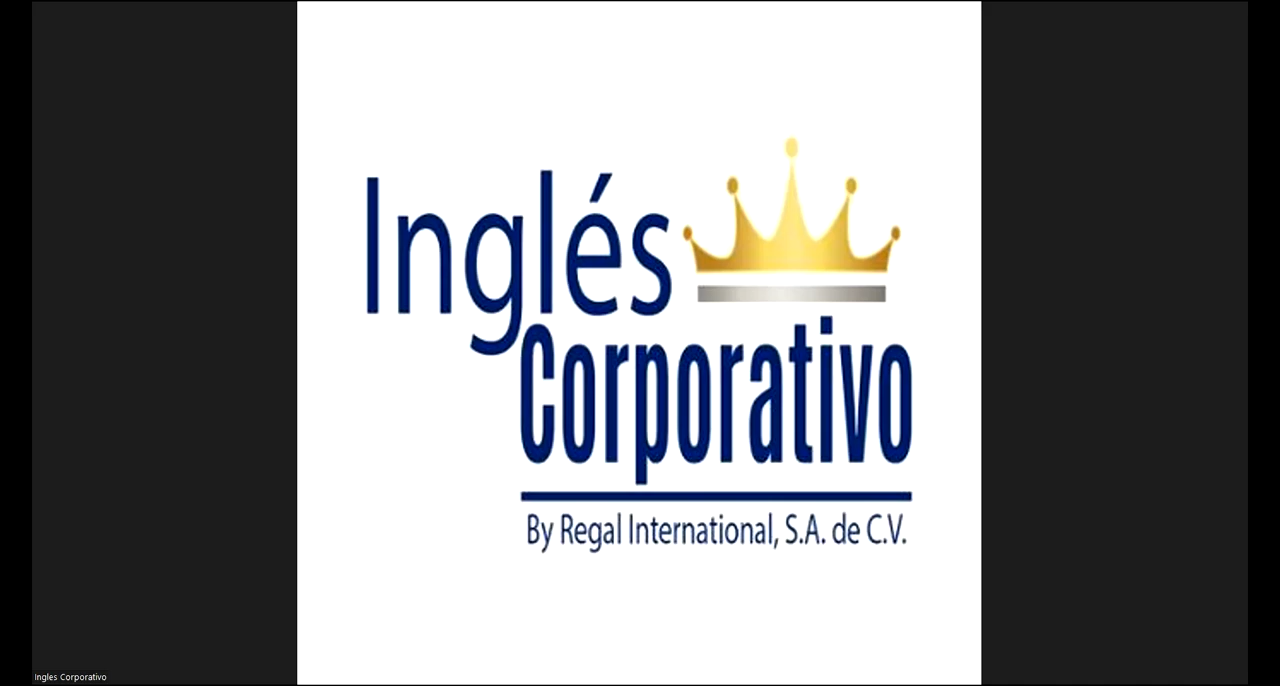 Inglés
Corporativo
By Regal International, S.A. de C.V.
Ingles Corporativo